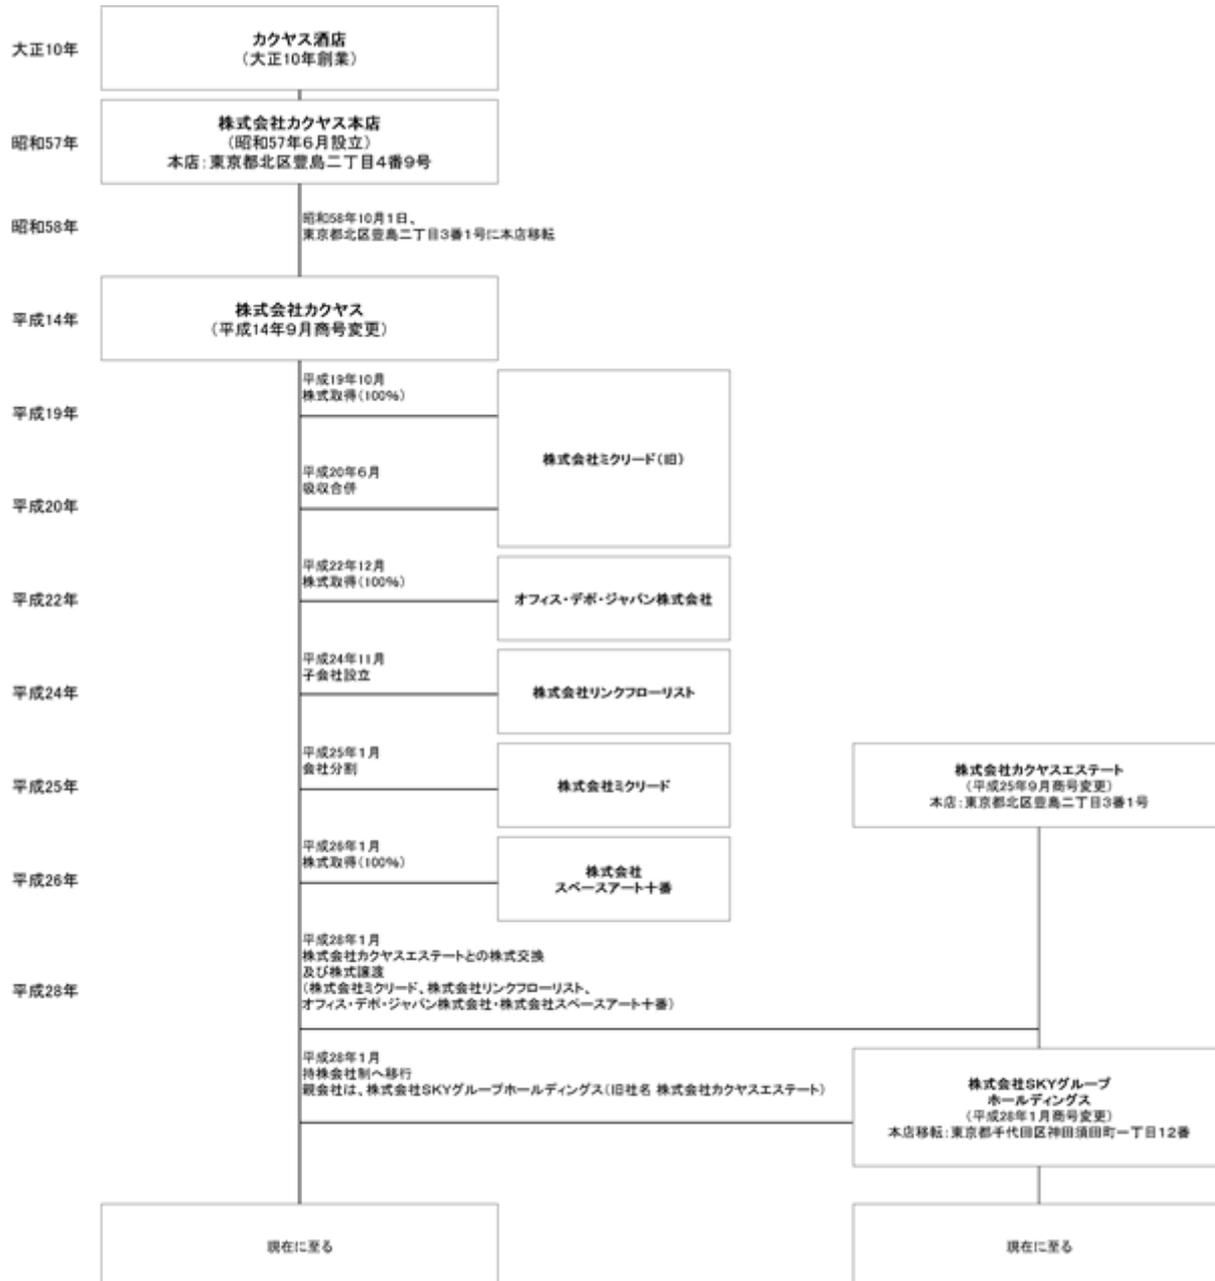 大正10年
カクヤス酒店
（大正10年創業）
昭和57年
株式会社カクヤス本店
（昭和57年6月設立）
本店：東京都北区豊島二丁目4番9号
昭和58年
昭和58年10月1日、
東京都北区豊島二丁目3番1号に本店移転
平成14年
株式会社カクヤス
（平成14年9月商号変更）
平成19年
平成19年10月
株式取得（100％）
株式会社ミクリード（旧）
平成20年
平成20年6月
吸収合併
平成22年
平成22年12月
株式取得（100％）
オフィス・デポ・ジャパン株式会社
平成24年
平成24年11月
子会社設立
株式会社リンクフローリスト
平成25年
平成25年1月
会社分割
株式会社ミクリード
株式会社カクヤスエステート
（平成25年9月商号変更）
本店：東京都北区豊島二丁目3番1号
平成26年
平成26年1月
株式取得（100％）
株式会社
スペースアート十番
平成28年
平成28年1月
株式会社カクヤスエステートとの株式交換
及び株式譲渡
（株式会社ミクリード、株式会社リンクフローリスト、
オフィス・デポ・ジャパン株式会社・株式会社スペースアート十番）
平成28年1月
持株会社制へ移行
親会社は、株式会社SKYグループホールディングス（旧社名 株式会社カクヤスエステート）
株式会社SKYグループ
ホールディングス
（平成28年1月商号変更）
本店移転：東京都千代田区神田須田町一丁目12番
現在に至る
現在に至る